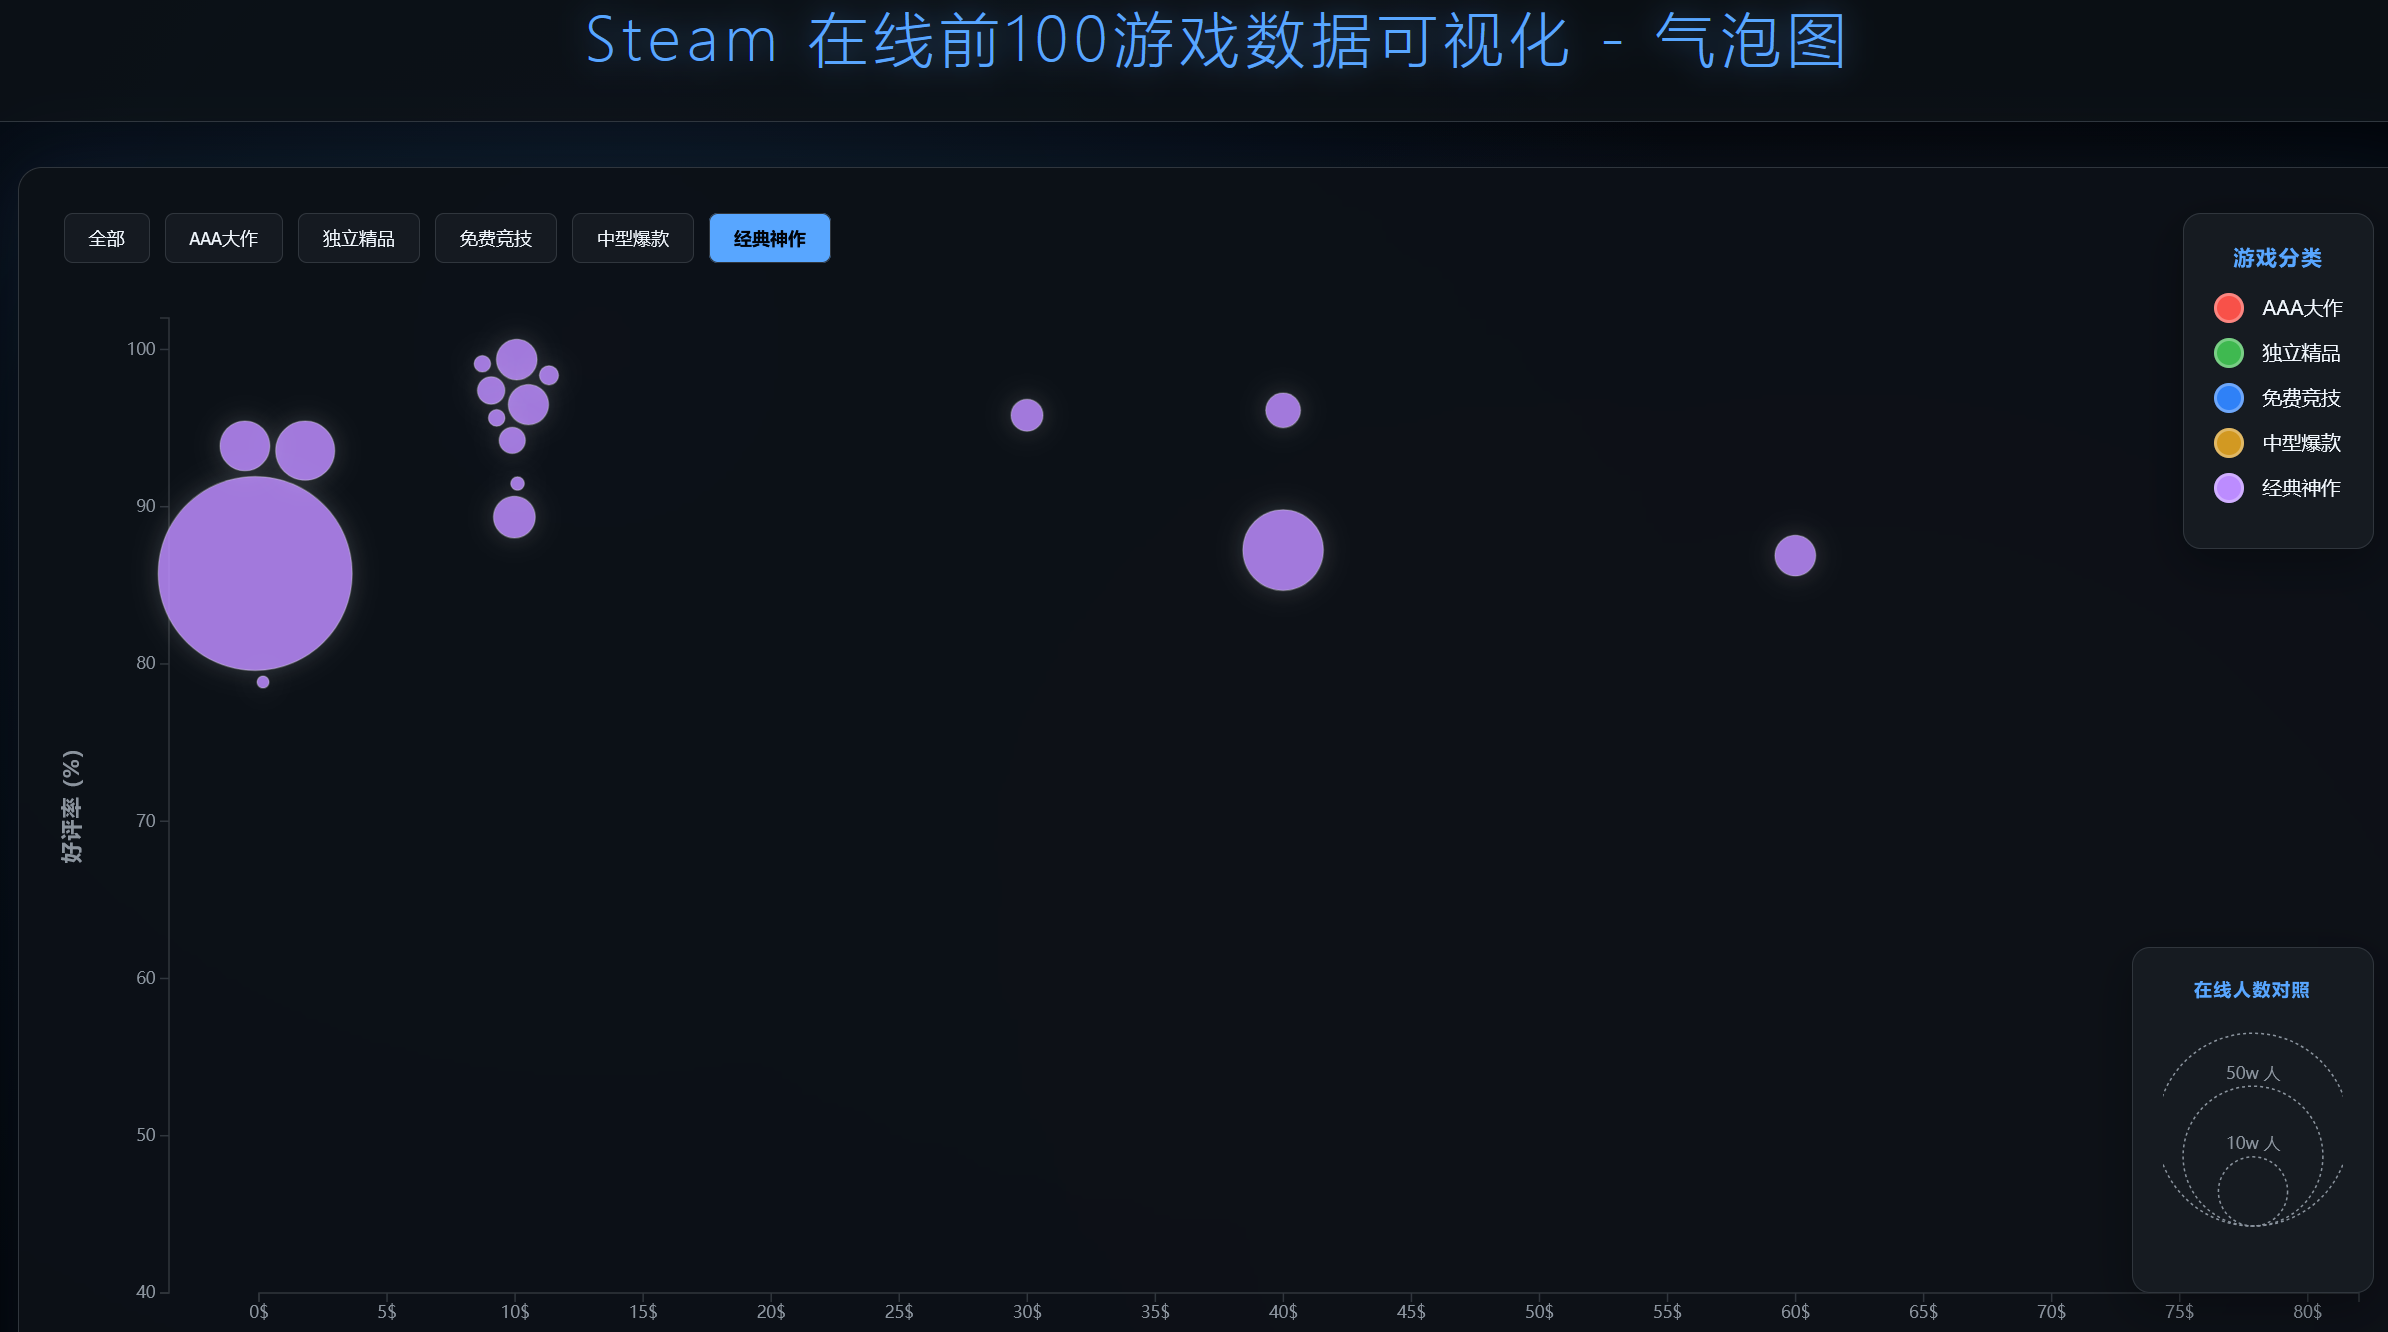 Steam 在线前100游戏数据可视化 - 气泡图
全部
AAA大作
独立精品
免费竞技
中型爆款
经典神作
游戏分类
AAA大作
独立精品
免费竞技
中型爆款
经典神作
好评率 (%)
100
90
80
70
60
50
40
0$
5$
10$
15$
20$
25$
30$
35$
40$
45$
50$
55$
60$
65$
70$
75$
80$
在线人数对照
50w 人
10w 人